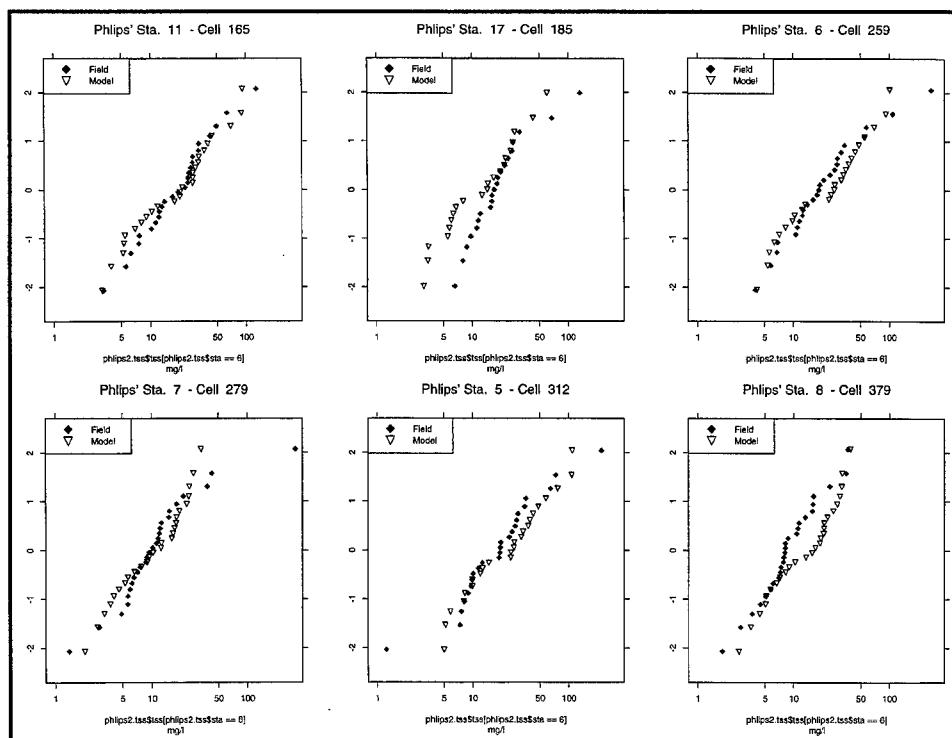 Phlips' Sta. 11 - Cell 165
Field
Model
2
1
0
-1
-2
1
5
10
50
100
phlips2.tss$tss[phlips2.tss$sta == 6]
mg/l
Phlips' Sta. 17 - Cell 185
Field
Model
2
1
0
-1
-2
1
5
10
50
100
phlips2.tss$tss[phlips2.tss$sta == 6]
mg/l
Phlips' Sta. 6 - Cell 259
Field
Model
2
1
0
-1
-2
1
5
10
50
100
phlips2.tss$tss[phlips2.tss$sta == 6]
mg/l
Phlips' Sta. 7 - Cell 279
Field
Model
2
1
0
-1
-2
1
5
10
50
100
phlips2.tss$tss[phlips2.tss$sta == 6]
mg/l
Phlips' Sta. 5 - Cell 312
Field
Model
2
1
0
-1
-2
1
5
10
50
100
phlips2.tss$tss[phlips2.tss$sta == 6]
mg/l
Phlips' Sta. 8 - Cell 379
Field
Model
2
1
0
-1
-2
1
5
10
50
100
phlips2.tss$tss[phlips2.tss$sta == 6]
mg/l